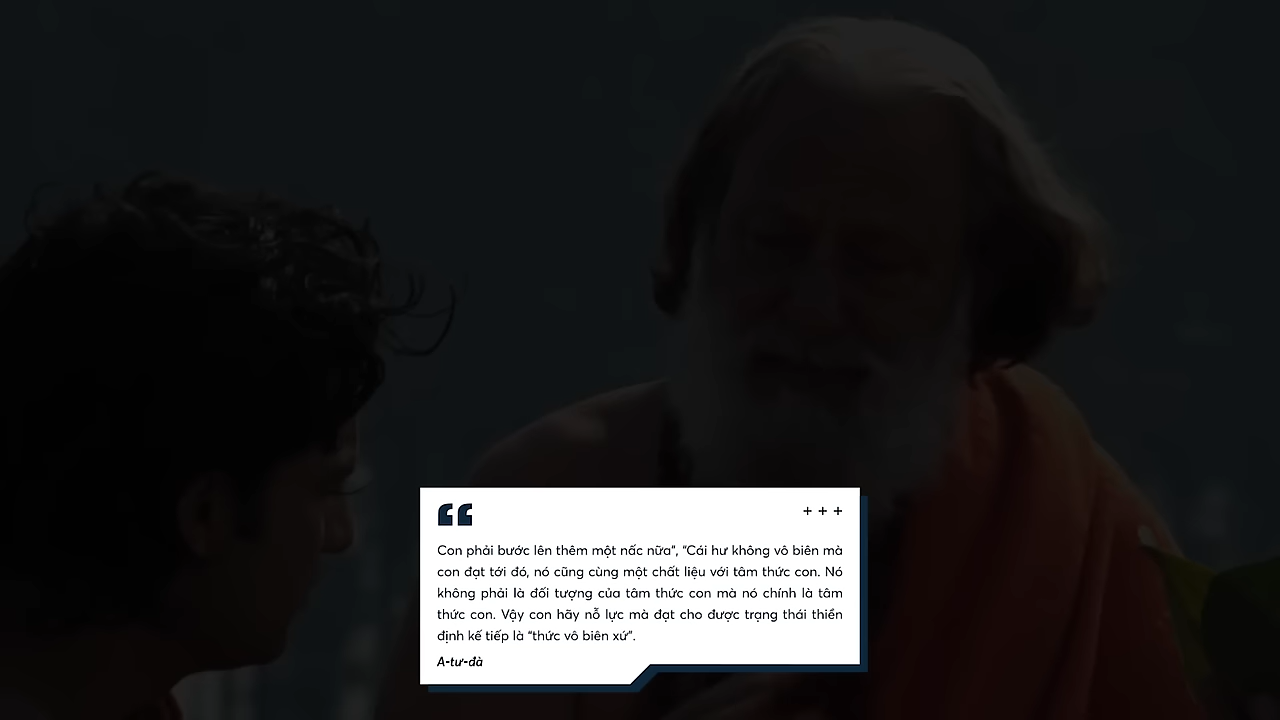 “
+ + +
Con phải bước lên thêm một nấc nữa”, “Cái hư không vô biên mà
con đạt tới đó, nó cũng cùng một chất liệu với tâm thức con. Nó
không phải là đối tượng của tâm thức con mà nó chính là tâm
thức con. Vậy con hãy nỗ lực mà đạt cho được trạng thái thiền
định kế tiếp là “thức vô biên xứ”.
A-tư-đà